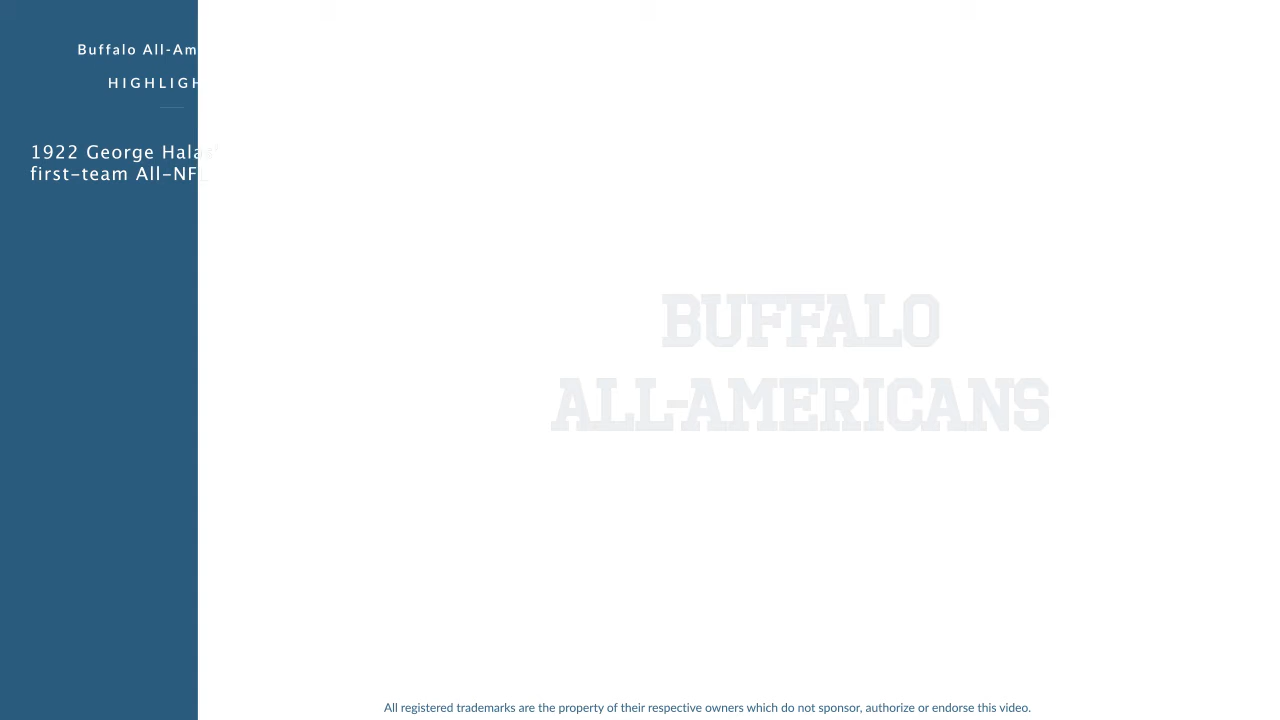 Buffalo All-Am
HIGHLIGH
1922 George Halas'
first-team All-NF
BUFFALO
ALL-AMERICANS
All registered trademarks are the property of their respective owners which do not sponsor, authorize or endorse this video.